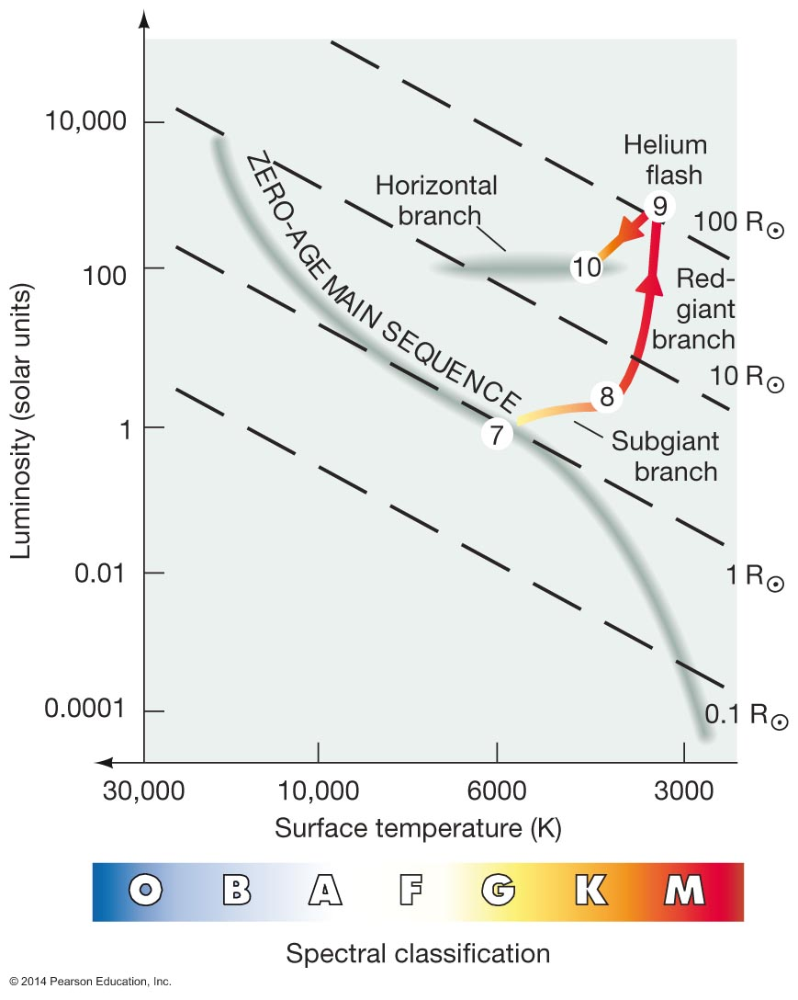 10,000
100
1
0.01
0.0001
Luminosity (solar units)
ZERO-AGE MAIN SEQUENCE
Horizontal
branch
Helium
flash
9
10
100 R☉
Red-
giant
branch
10 R☉
8
7
Subgiant
branch
1 R☉
0.1 R☉
30,000 10,000 6000 3000
Surface temperature (K)
O B A F G K M
Spectral classification
© 2014 Pearson Education, Inc.